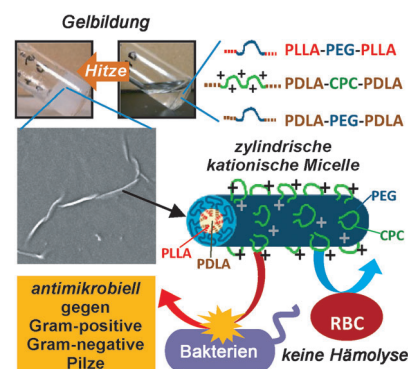 Gelbildung
Hitze
PLLA-PEG-PLLA
PDLA-CPC-PDLA
PDLA-PEG-PDLA
zylindrische
kationische Micelle
PEG
CPC
PLLA
PDLA
antimikrobiell
gegen
Gram-positive
Gram-negative
Pilze
Bakterien
RBC
keine Hämolyse